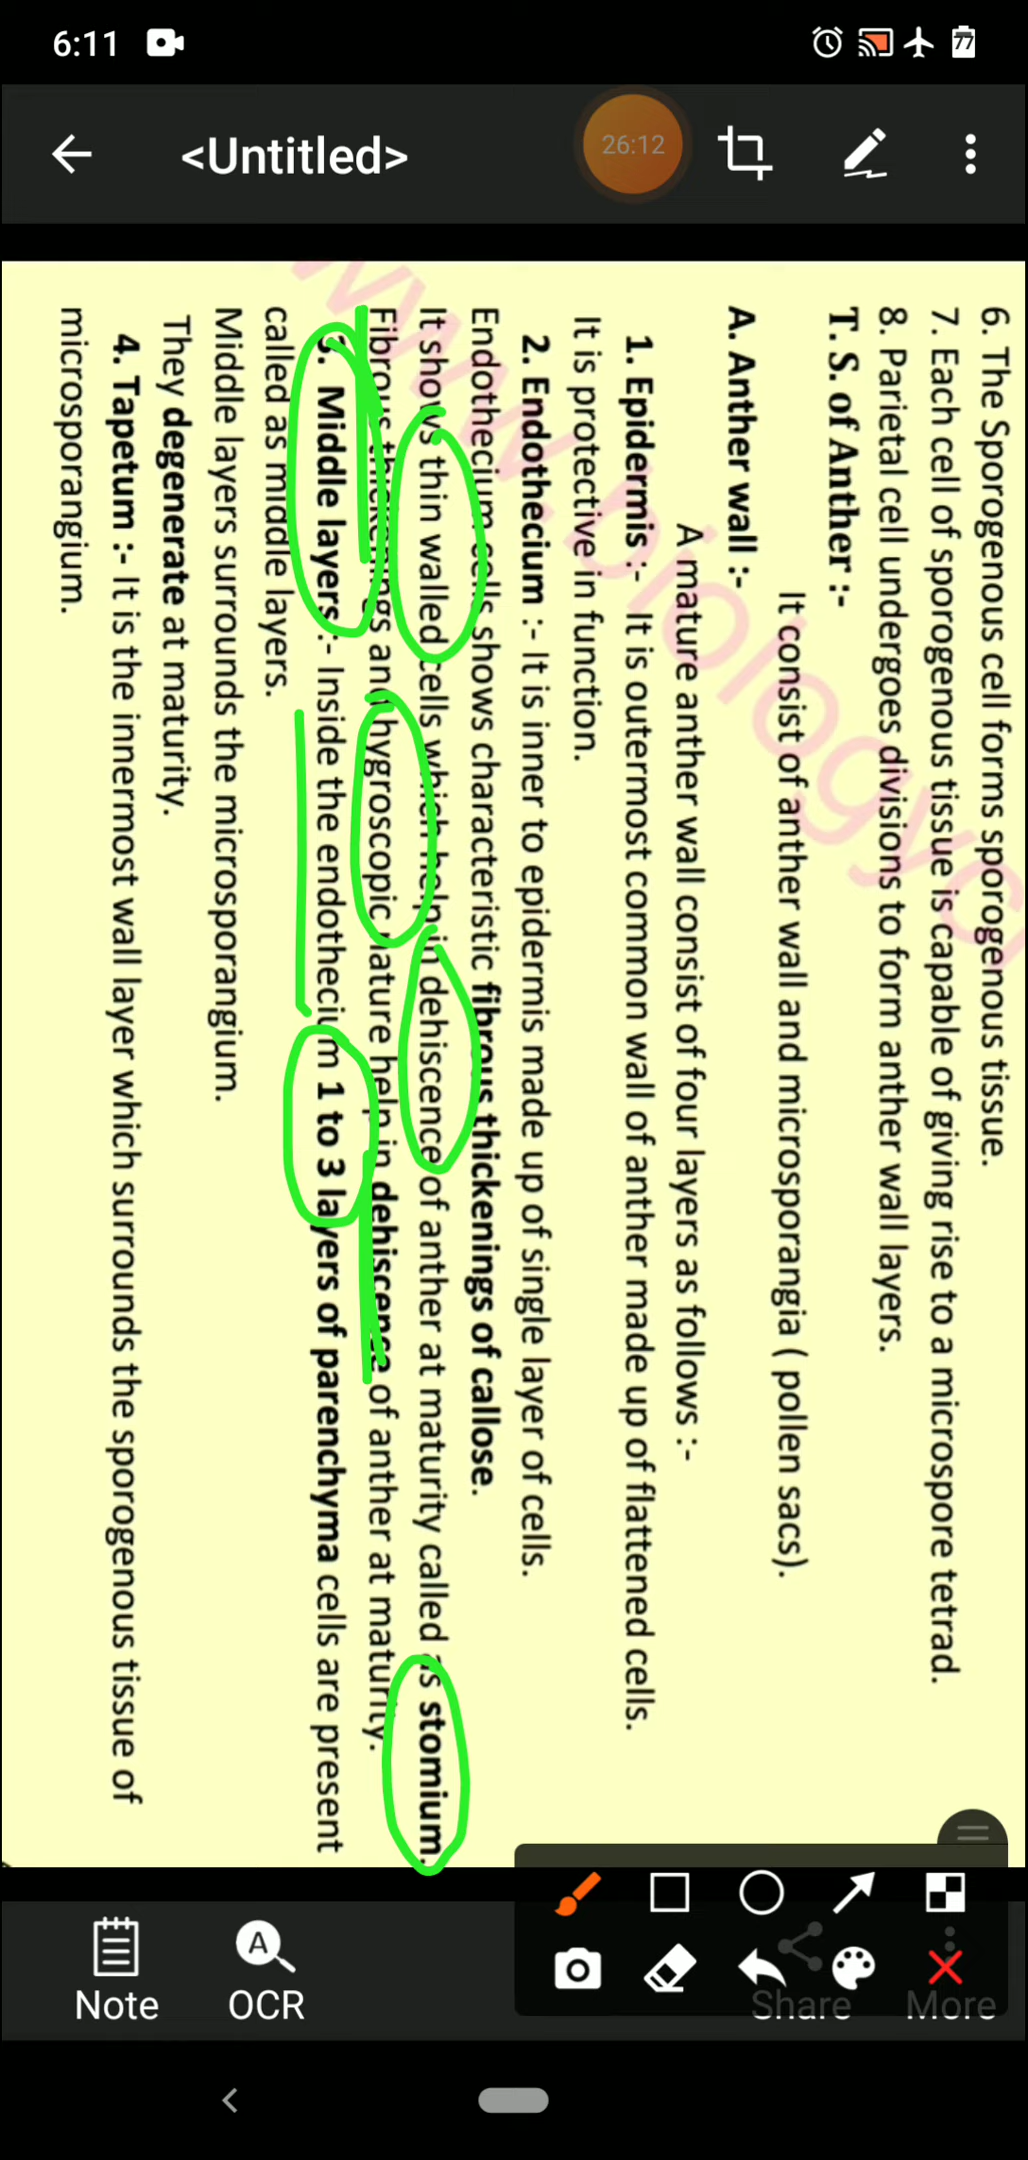 6:11
77
<Untitled>
26:12
6. The Sporogenous cell forms sporogenous tissue.
7. Each cell of sporogenous tissue is capable of giving rise to a microspore tetrad.
8. Parietal cell undergoes divisions to form anther wall layers.
T. S. of Anther :-
It consist of anther wall and microsporangia ( pollen sacs).
A. Anther wall :-
A mature anther wall consist of four layers as follows :-
1. Epidermis :- It is outermost common wall of anther made up of flattened cells.
It is protective in function.
2. Endothecium :- It is inner to epidermis made up of single layer of cells.
Endothecium cells shows characteristic fibrous thickenings of callose.
It shows thin walled cells which help in dehiscence of anther at maturity called as stomium.
Fibrous thickenings and hygroscopic nature help in dehiscence of anther at maturity.
3. Middle layers :- Inside the endothecium 1 to 3 layers of parenchyma cells are present
called as middle layers.
Middle layers surrounds the microsporangium.
They degenerate at maturity.
4. Tapetum :- It is the innermost wall layer which surrounds the sporogenous tissue of
microsporangium.
www.biologyc
A
Note
OCR
Share
More